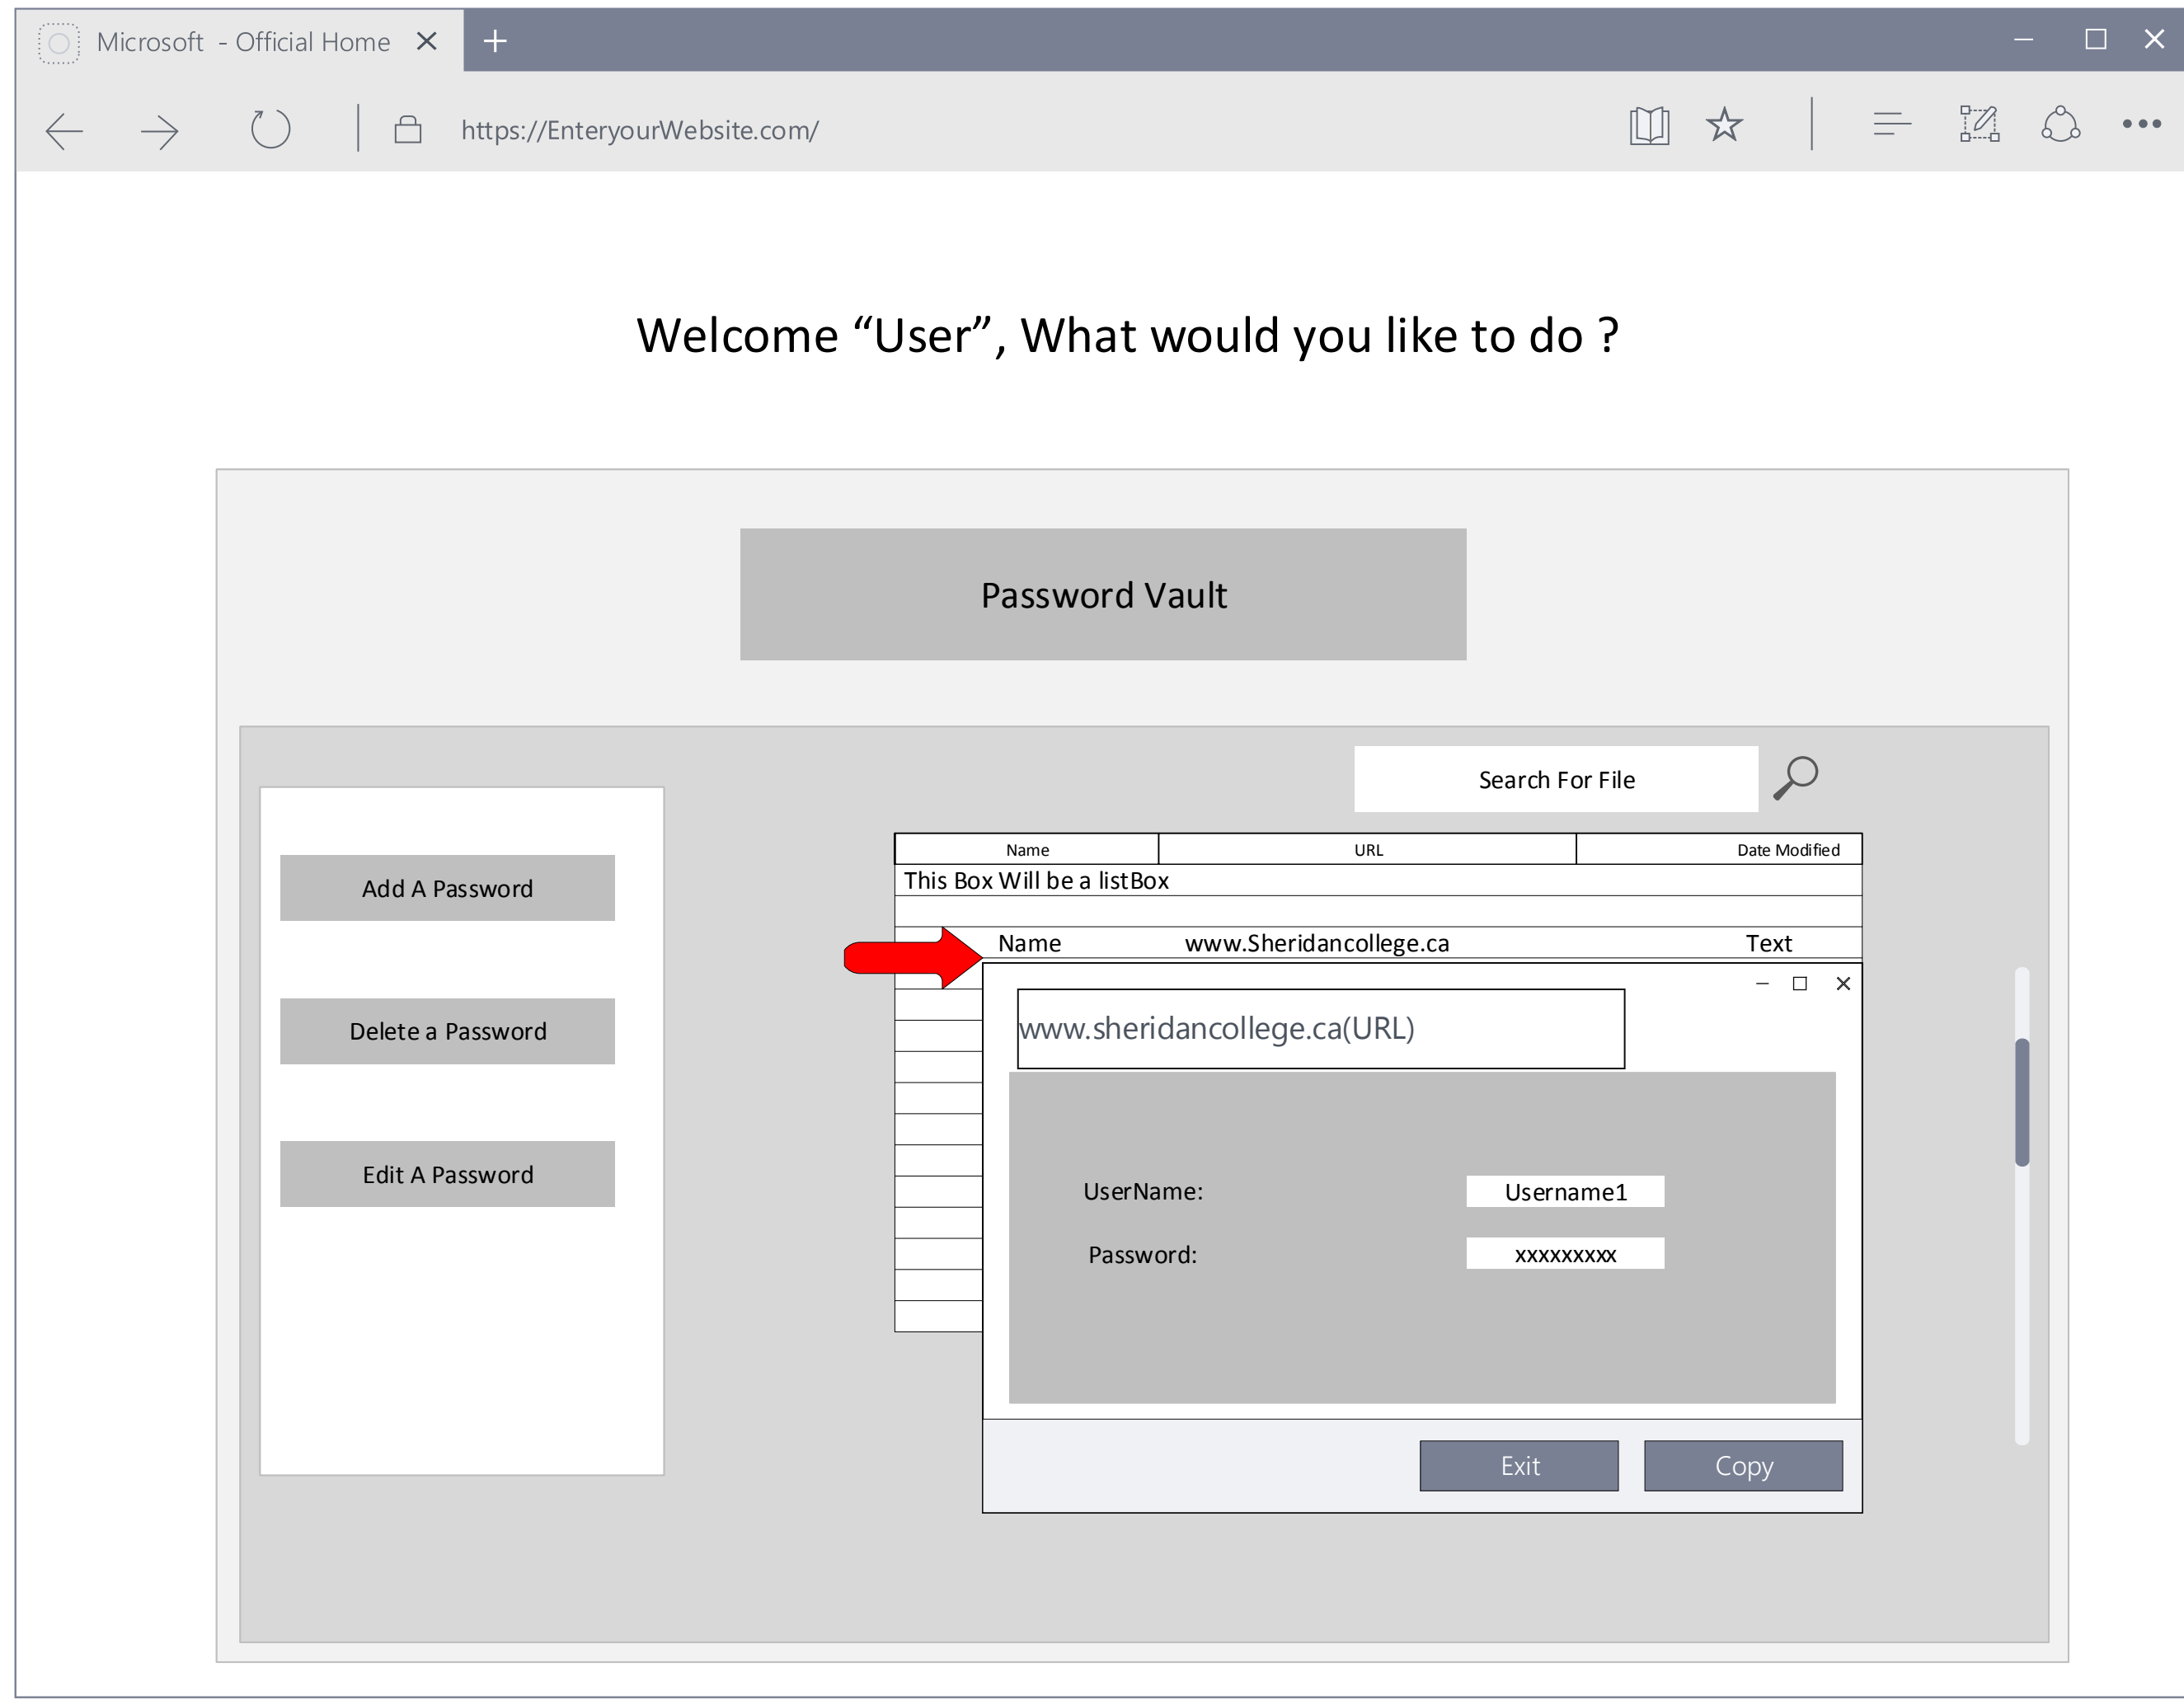 Microsoft - Official Home
https://EnteryourWebsite.com/
Welcome “User”, What would you like to do ?
Password Vault
Search For File
Add A Password
Delete a Password
Edit A Password
Name URL Date Modified
This Box Will be a listBox
Name www.Sheridancollege.ca Text
www.sheridancollege.ca(URL)
UserName: Username1
Password: xxxxxxxxx
Exit Copy